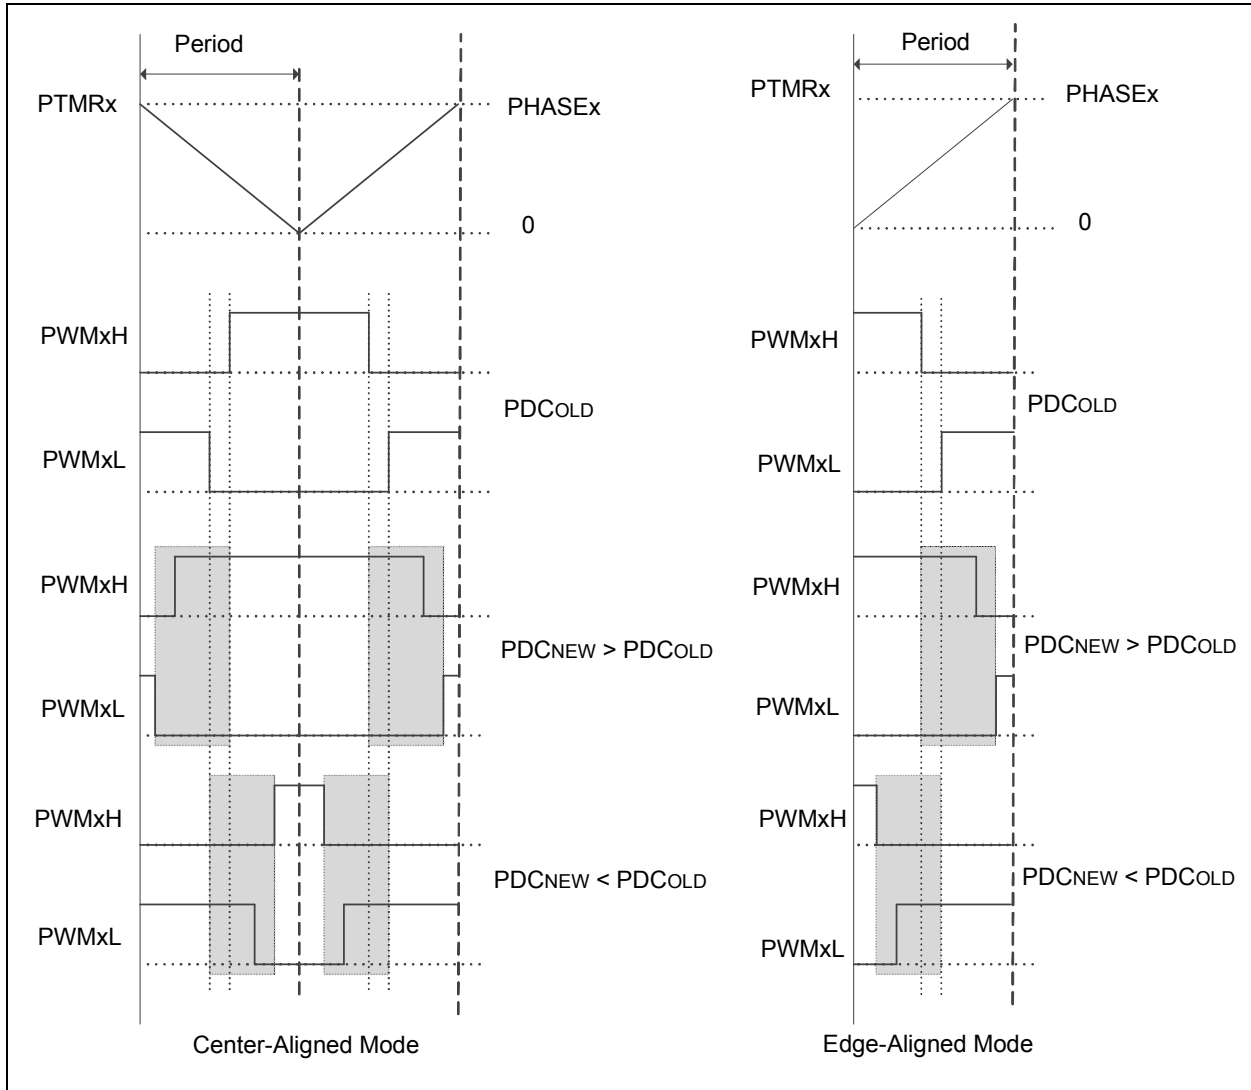 Period
PTMRx
PHASEx
0
PWMxH
PDCOLD
PWMxL
PWMxH
PDCNEW > PDCOLD
PWMxL
PWMxH
PDCNEW < PDCOLD
PWMxL
Center-Aligned Mode
Period
PTMRx
PHASEx
0
PWMxH
PDCOLD
PWMxL
PWMxH
PDCNEW > PDCOLD
PWMxL
PWMxH
PDCNEW < PDCOLD
PWMxL
Edge-Aligned Mode